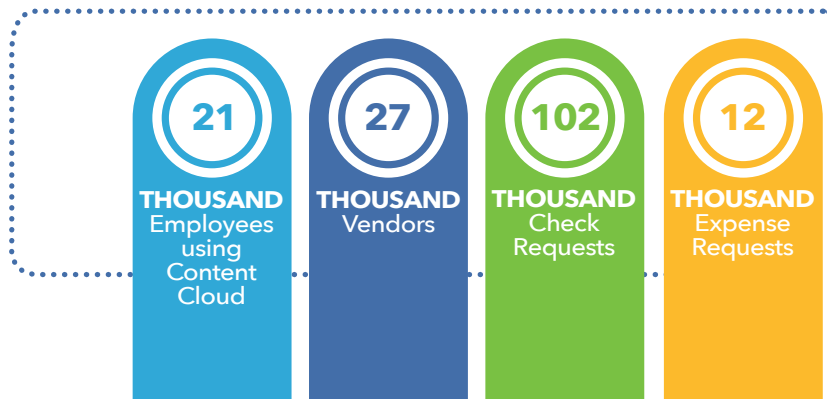 21
THOUSAND
Employees
using
Content
Cloud
27
THOUSAND
Vendors
102
THOUSAND
Check
Requests
12
THOUSAND
Expense
Requests